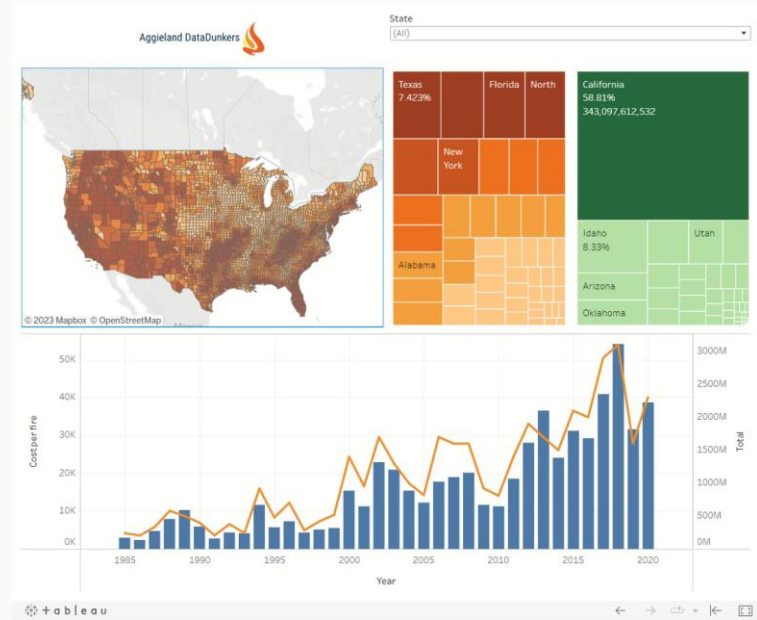 Aggieland DataDunkers
State
(All)
Texas
7.423%
Florida
North
New
York
Alabama
California
58.81%
343,097,612,532
Idaho
8.33%
Utah
Arizona
Oklahoma
© 2023 Mapbox © OpenStreetMap
Mexico
Cost per fire
50K
40K
30K
20K
10K
0K
3000M
2500M
2000M
1500M
1000M
500M
0M
Total
1985
1990
1995
2000
2005
2010
2015
2020
Year
+ableau